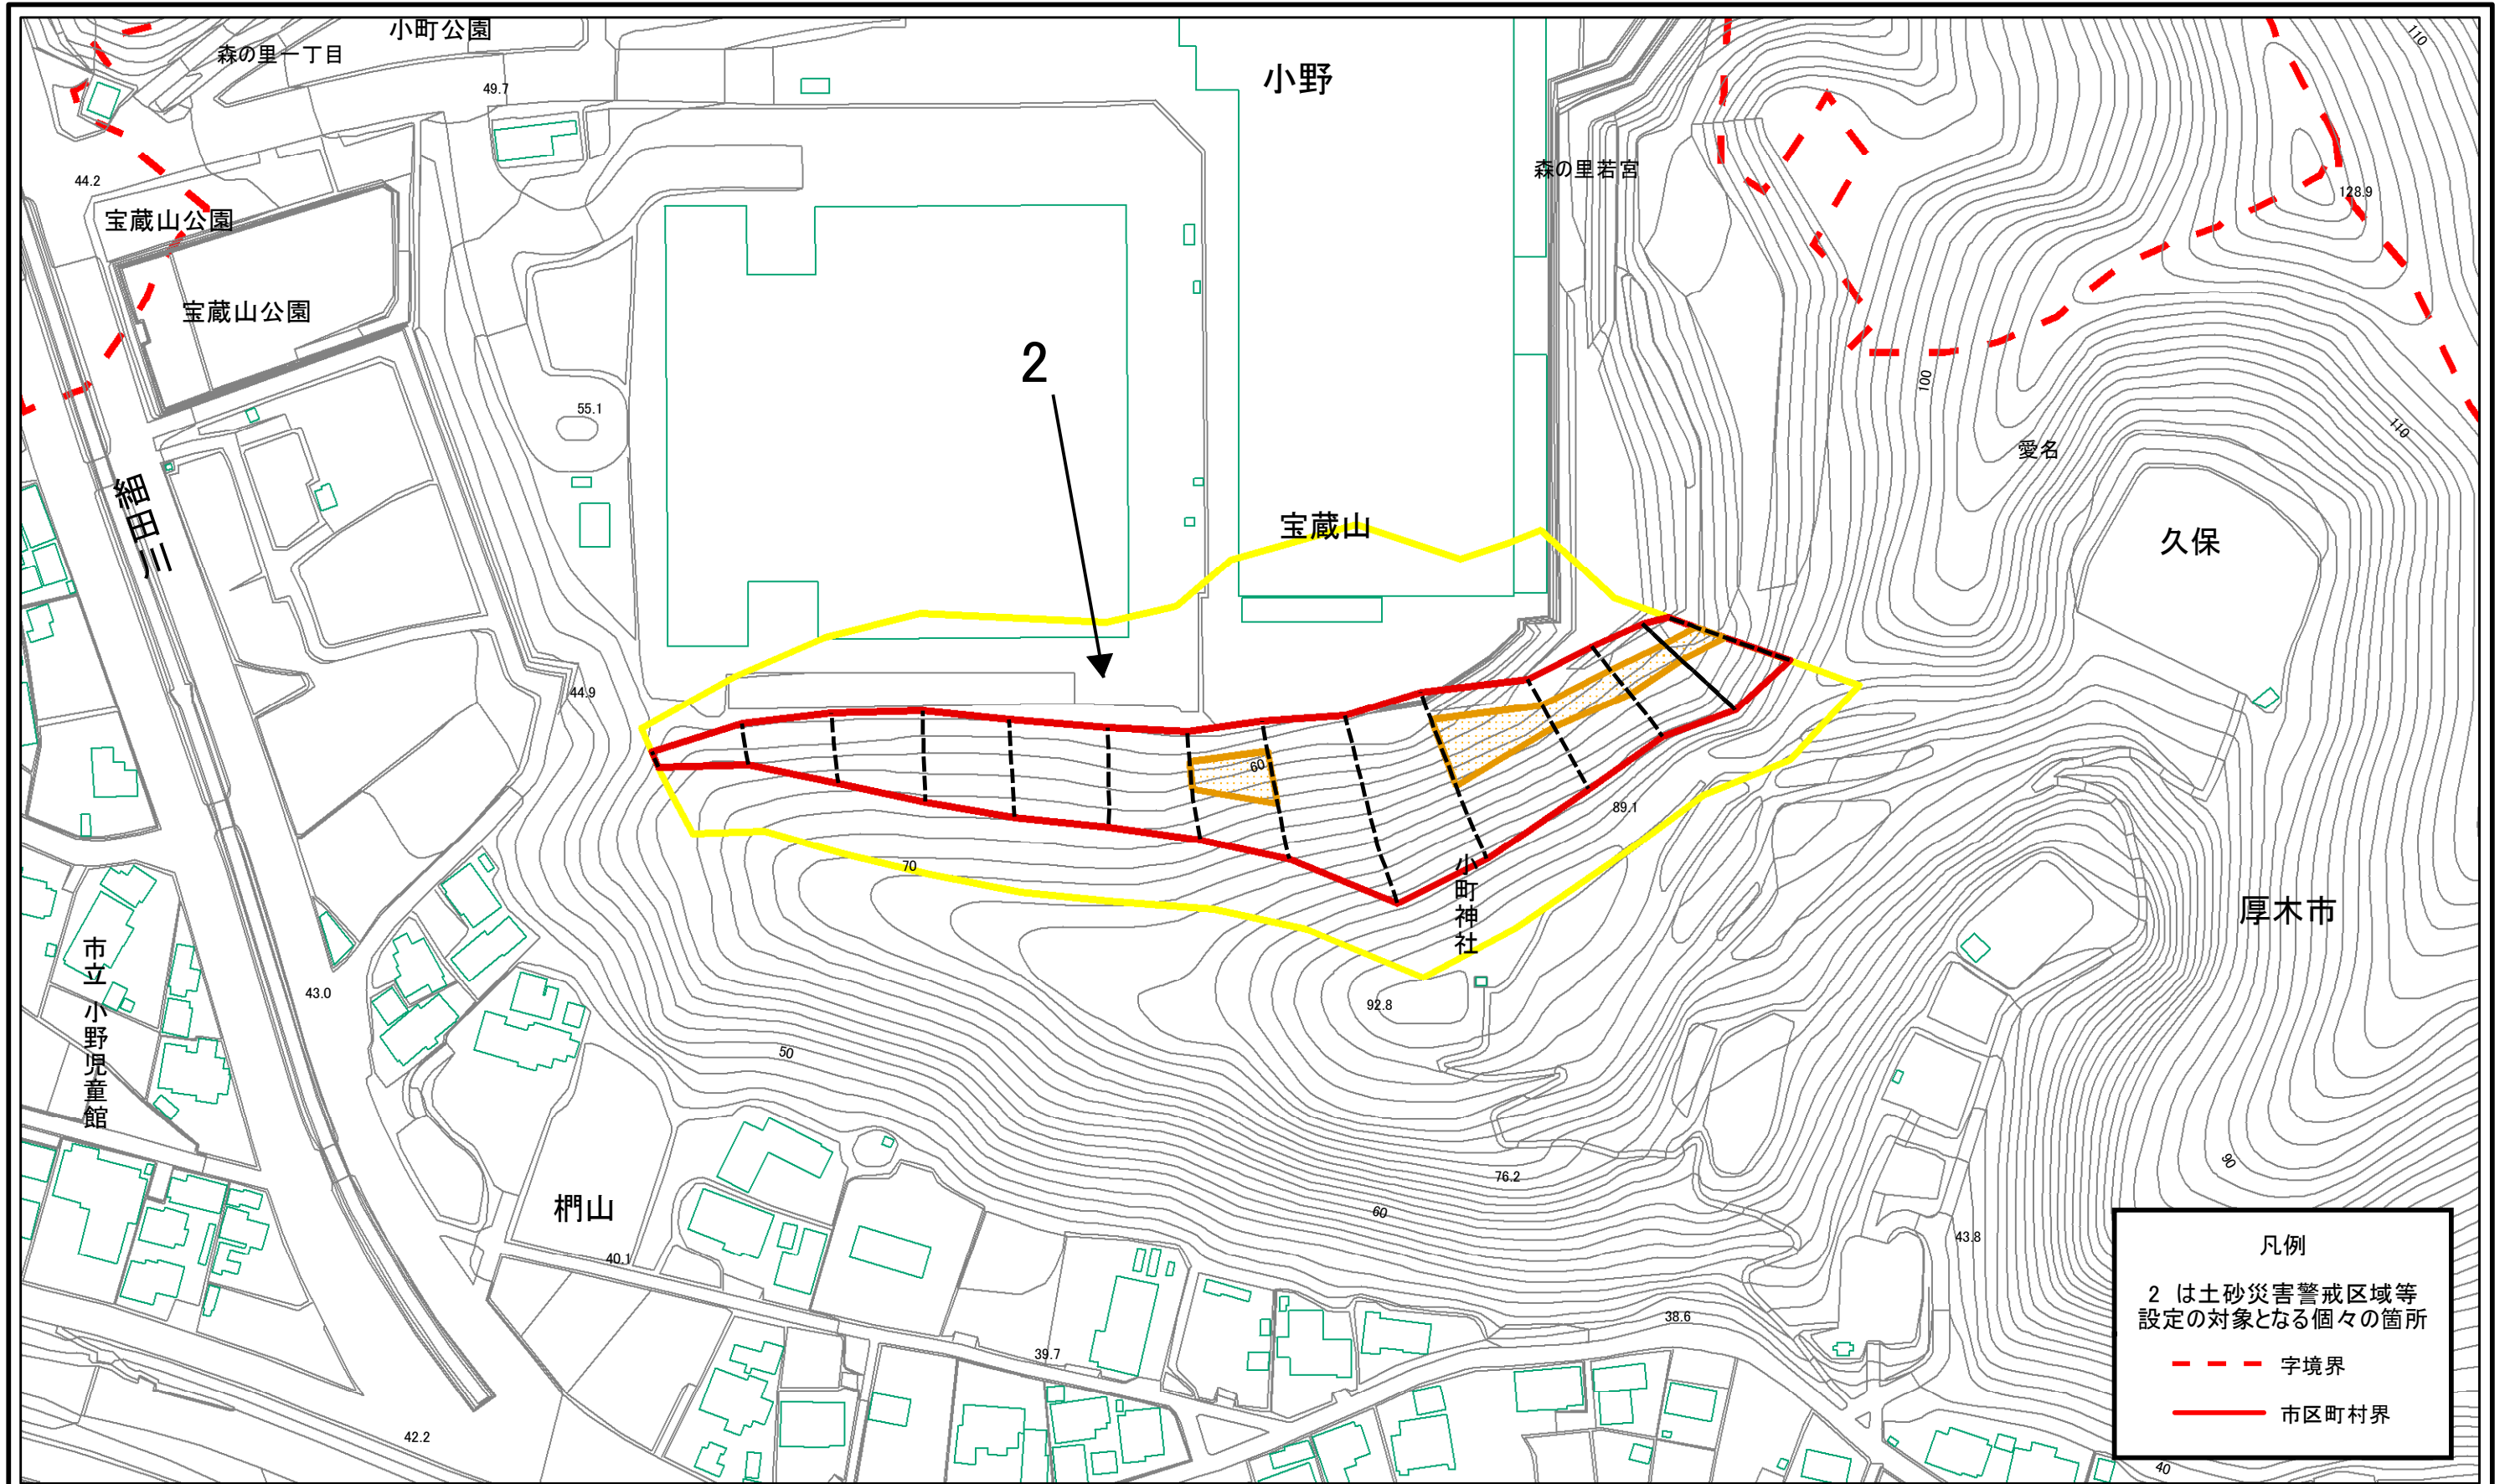 小町公園
森の里一丁目
小野
49.7
110
森の里若宮
44.2
128.9
宝蔵山公園
宝蔵山公園
2
100
55.1
110
愛名
細田川
宝蔵山
久保
44.9
60
89.1
70
小町神社
厚木市
市立 小野児童館
43.0
92.8
50
90
76.2
椚山
60
43.8
40.1
38.6
39.7
42.2
40
凡例
2 は土砂災害警戒区域等
設定の対象となる個々の箇所
字境界
市区町村界